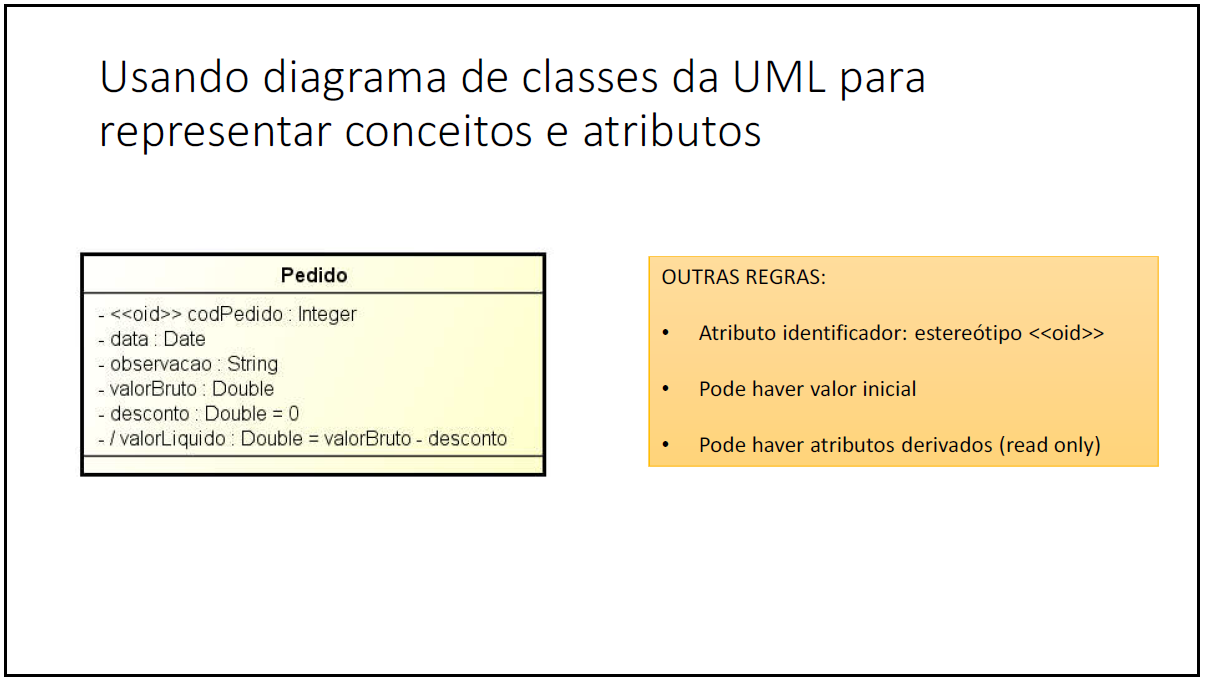 Usando diagrama de classes da UML para
representar conceitos e atributos
Pedido
- <<oid>> codPedido : Integer
- data : Date
- observacao : String
- valorBruto : Double
- desconto : Double = 0
- / valorLiquido : Double = valorBruto - desconto
OUTRAS REGRAS:
• Atributo identificador: estereótipo <<oid>>
• Pode haver valor inicial
• Pode haver atributos derivados (read only)